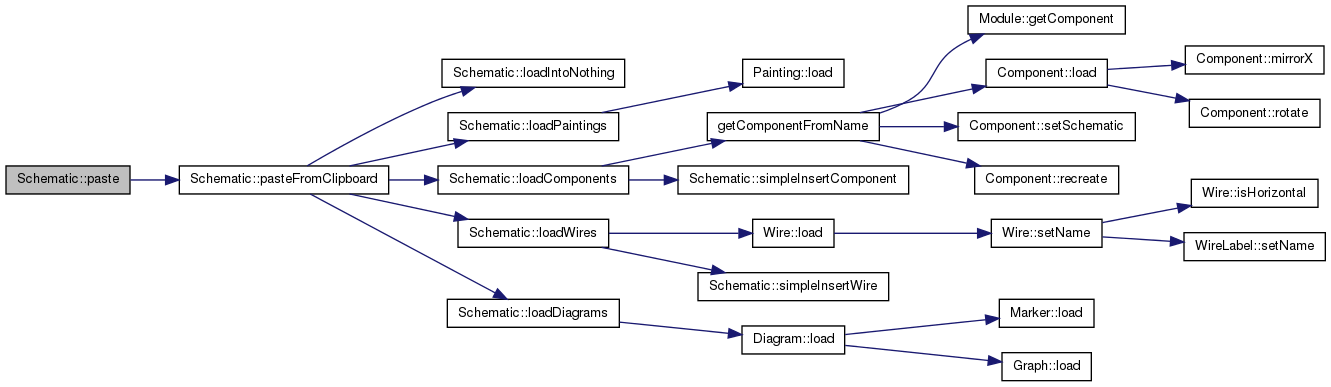 Module::getComponent
Schematic::loadIntoNothing
Painting::load
Component::load
Component::mirrorX
Component::rotate
Schematic::loadPaintings
getComponentFromName
Component::setSchematic
Schematic::paste
Schematic::pasteFromClipboard
Schematic::loadComponents
Schematic::simpleInsertComponent
Component::recreate
Wire::isHorizontal
Schematic::loadWires
Wire::load
Wire::setName
WireLabel::setName
Schematic::simpleInsertWire
Schematic::loadDiagrams
Marker::load
Diagram::load
Graph::load